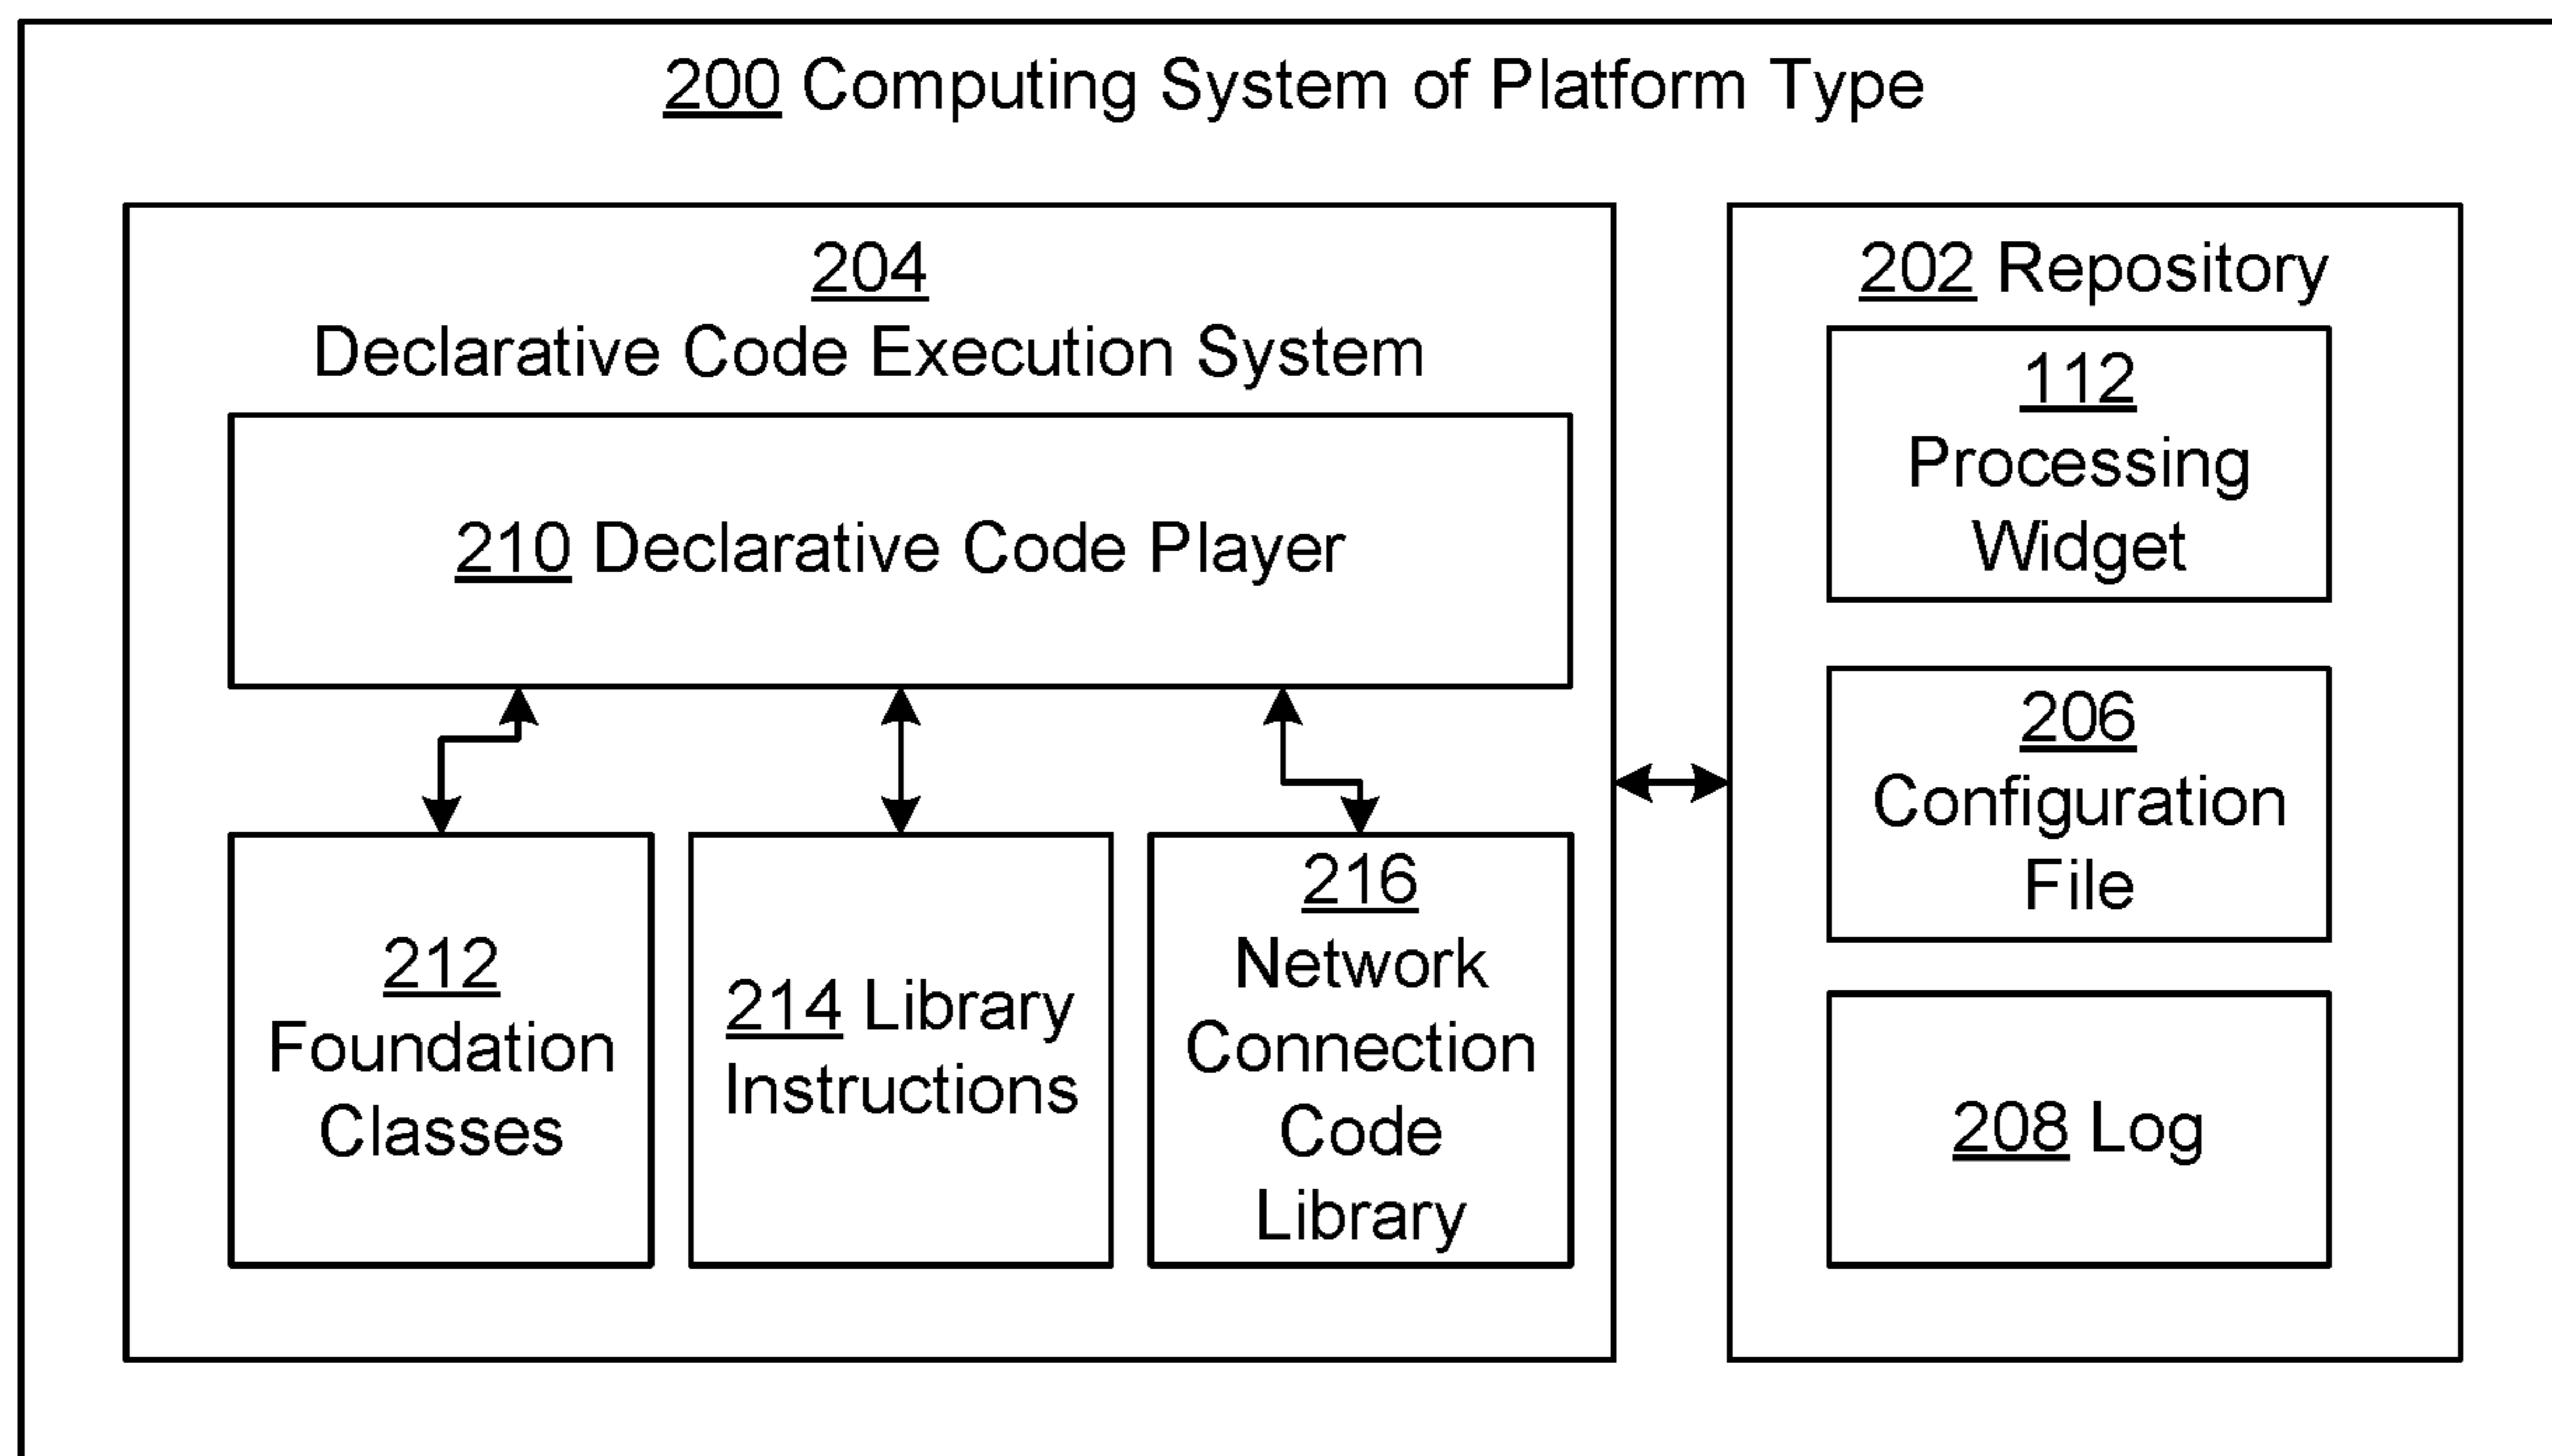 200 Computing System of Platform Type
204
Declarative Code Execution System
210 Declarative Code Player
212
Foundation
Classes
214 Library
Instructions
216
Network
Connection
Code
Library
202 Repository
112
Processing
Widget
206
Configuration
File
208 Log